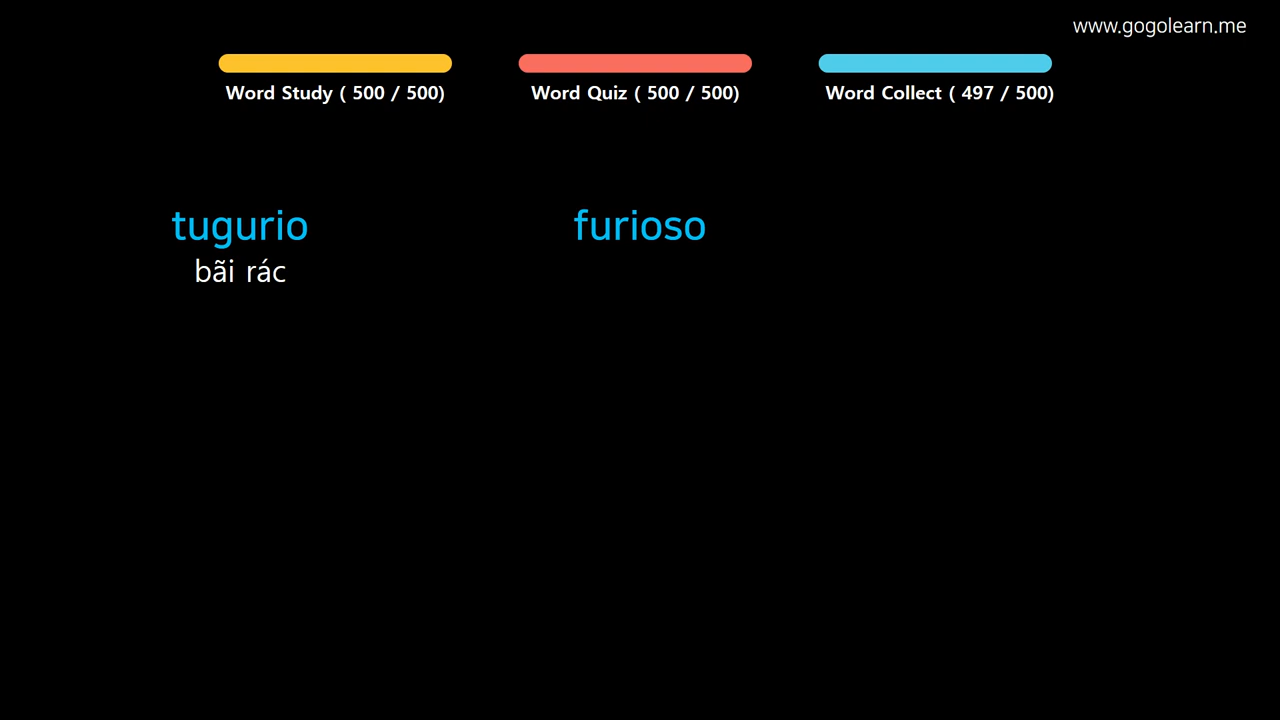 www.gogolearn.me
Word Study ( 500 / 500)
Word Quiz ( 500 / 500)
Word Collect ( 497 / 500)
tugurio
bãi rác
furioso